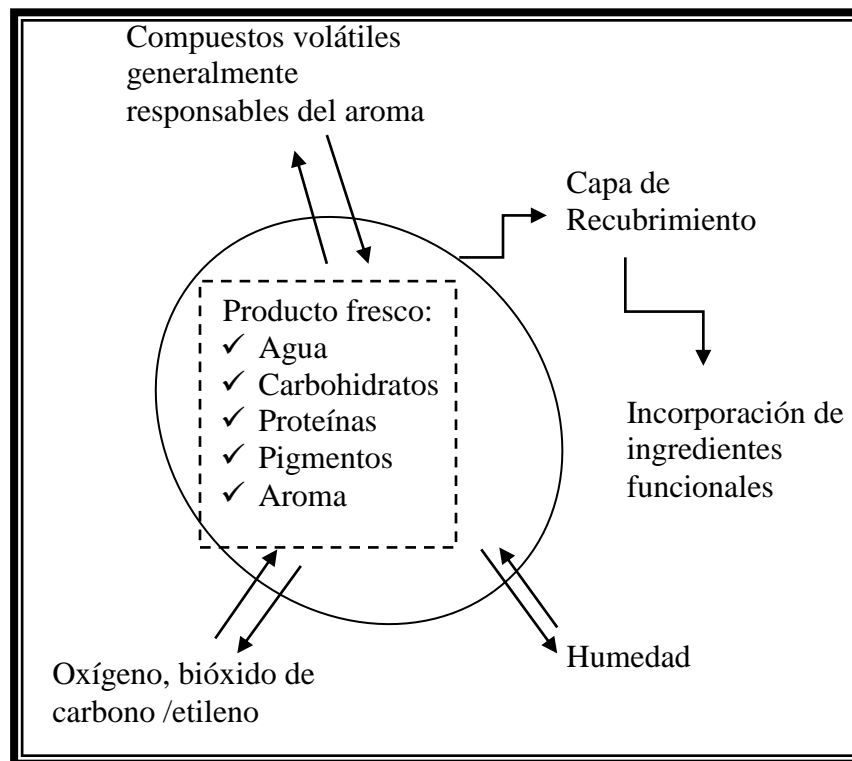 Compuestos volátiles
generalmente
responsables del aroma
Capa de
Recubrimiento
Producto fresco:
✓ Agua
✓ Carbohidratos
✓ Proteínas
✓ Pigmentos
✓ Aroma
Incorporación de
ingredientes
funcionales
Oxígeno, bióxido de
carbono /etileno
Humedad